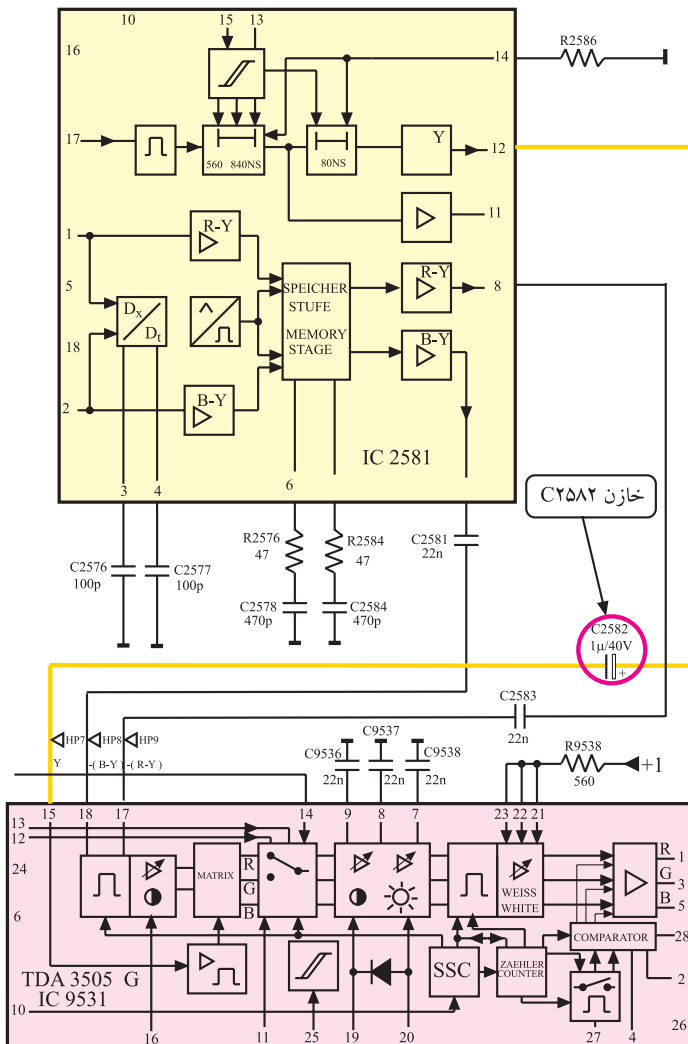 10
15 13
16
14
R2586
17
560 840NS
80NS
Y
12
11
1
R-Y
5
SPEICHER
STUFE
MEMORY
STAGE
R-Y
8
Dx
Dt
18
B-Y
2
B-Y
IC 2581
3 4
6
خازن C۲۵۸۲
C2576
100p
C2577
100p
R2576
47
R2584
47
C2581
22n
C2578
470p
C2584
470p
C2582
1µ/40V
+
C2583
22n
HP7 HP8 HP9
Y -( B-Y ) -( R-Y )
C9536
22n
C9537
22n
C9538
22n
R9538
560
+1
15 18 17 14 9 8 7 23 22 21
13
12
24
6
MATRIX
R
G
B
WEISS
WHITE
R 1
G 3
B 5
COMPARATOR
28
2
SSC
ZAEHLER
COUNTER
TDA 3505 G
IC 9531
10
16 11 25 19 20 27 4
26